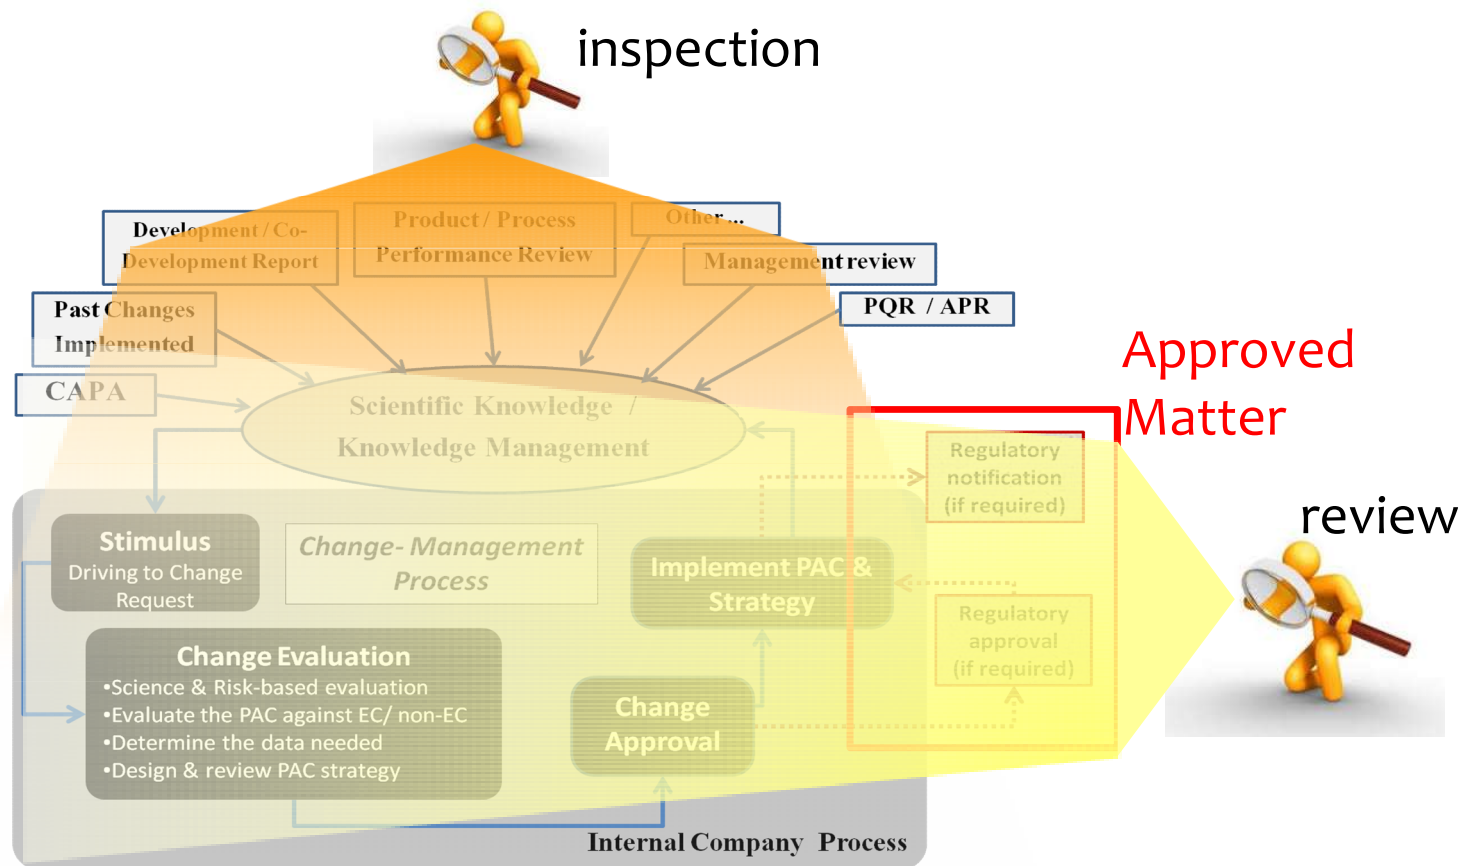 inspection
Development / Co-
Development Report
Product / Process
Performance Review
Other ...
Management review
Past Changes
Implemented
PQR / APR
CAPA
Approved
Matter
Scientific Knowledge /
Knowledge Management
Regulatory
notification
(if required)
review
Stimulus
Driving to Change
Request
Change- Management
Process
Implement PAC &
Strategy
Regulatory
approval
(if required)
Change Evaluation
•Science & Risk-based evaluation
•Evaluate the PAC against EC/ non-EC
•Determine the data needed
•Design & review PAC strategy
Change
Approval
Internal Company Process